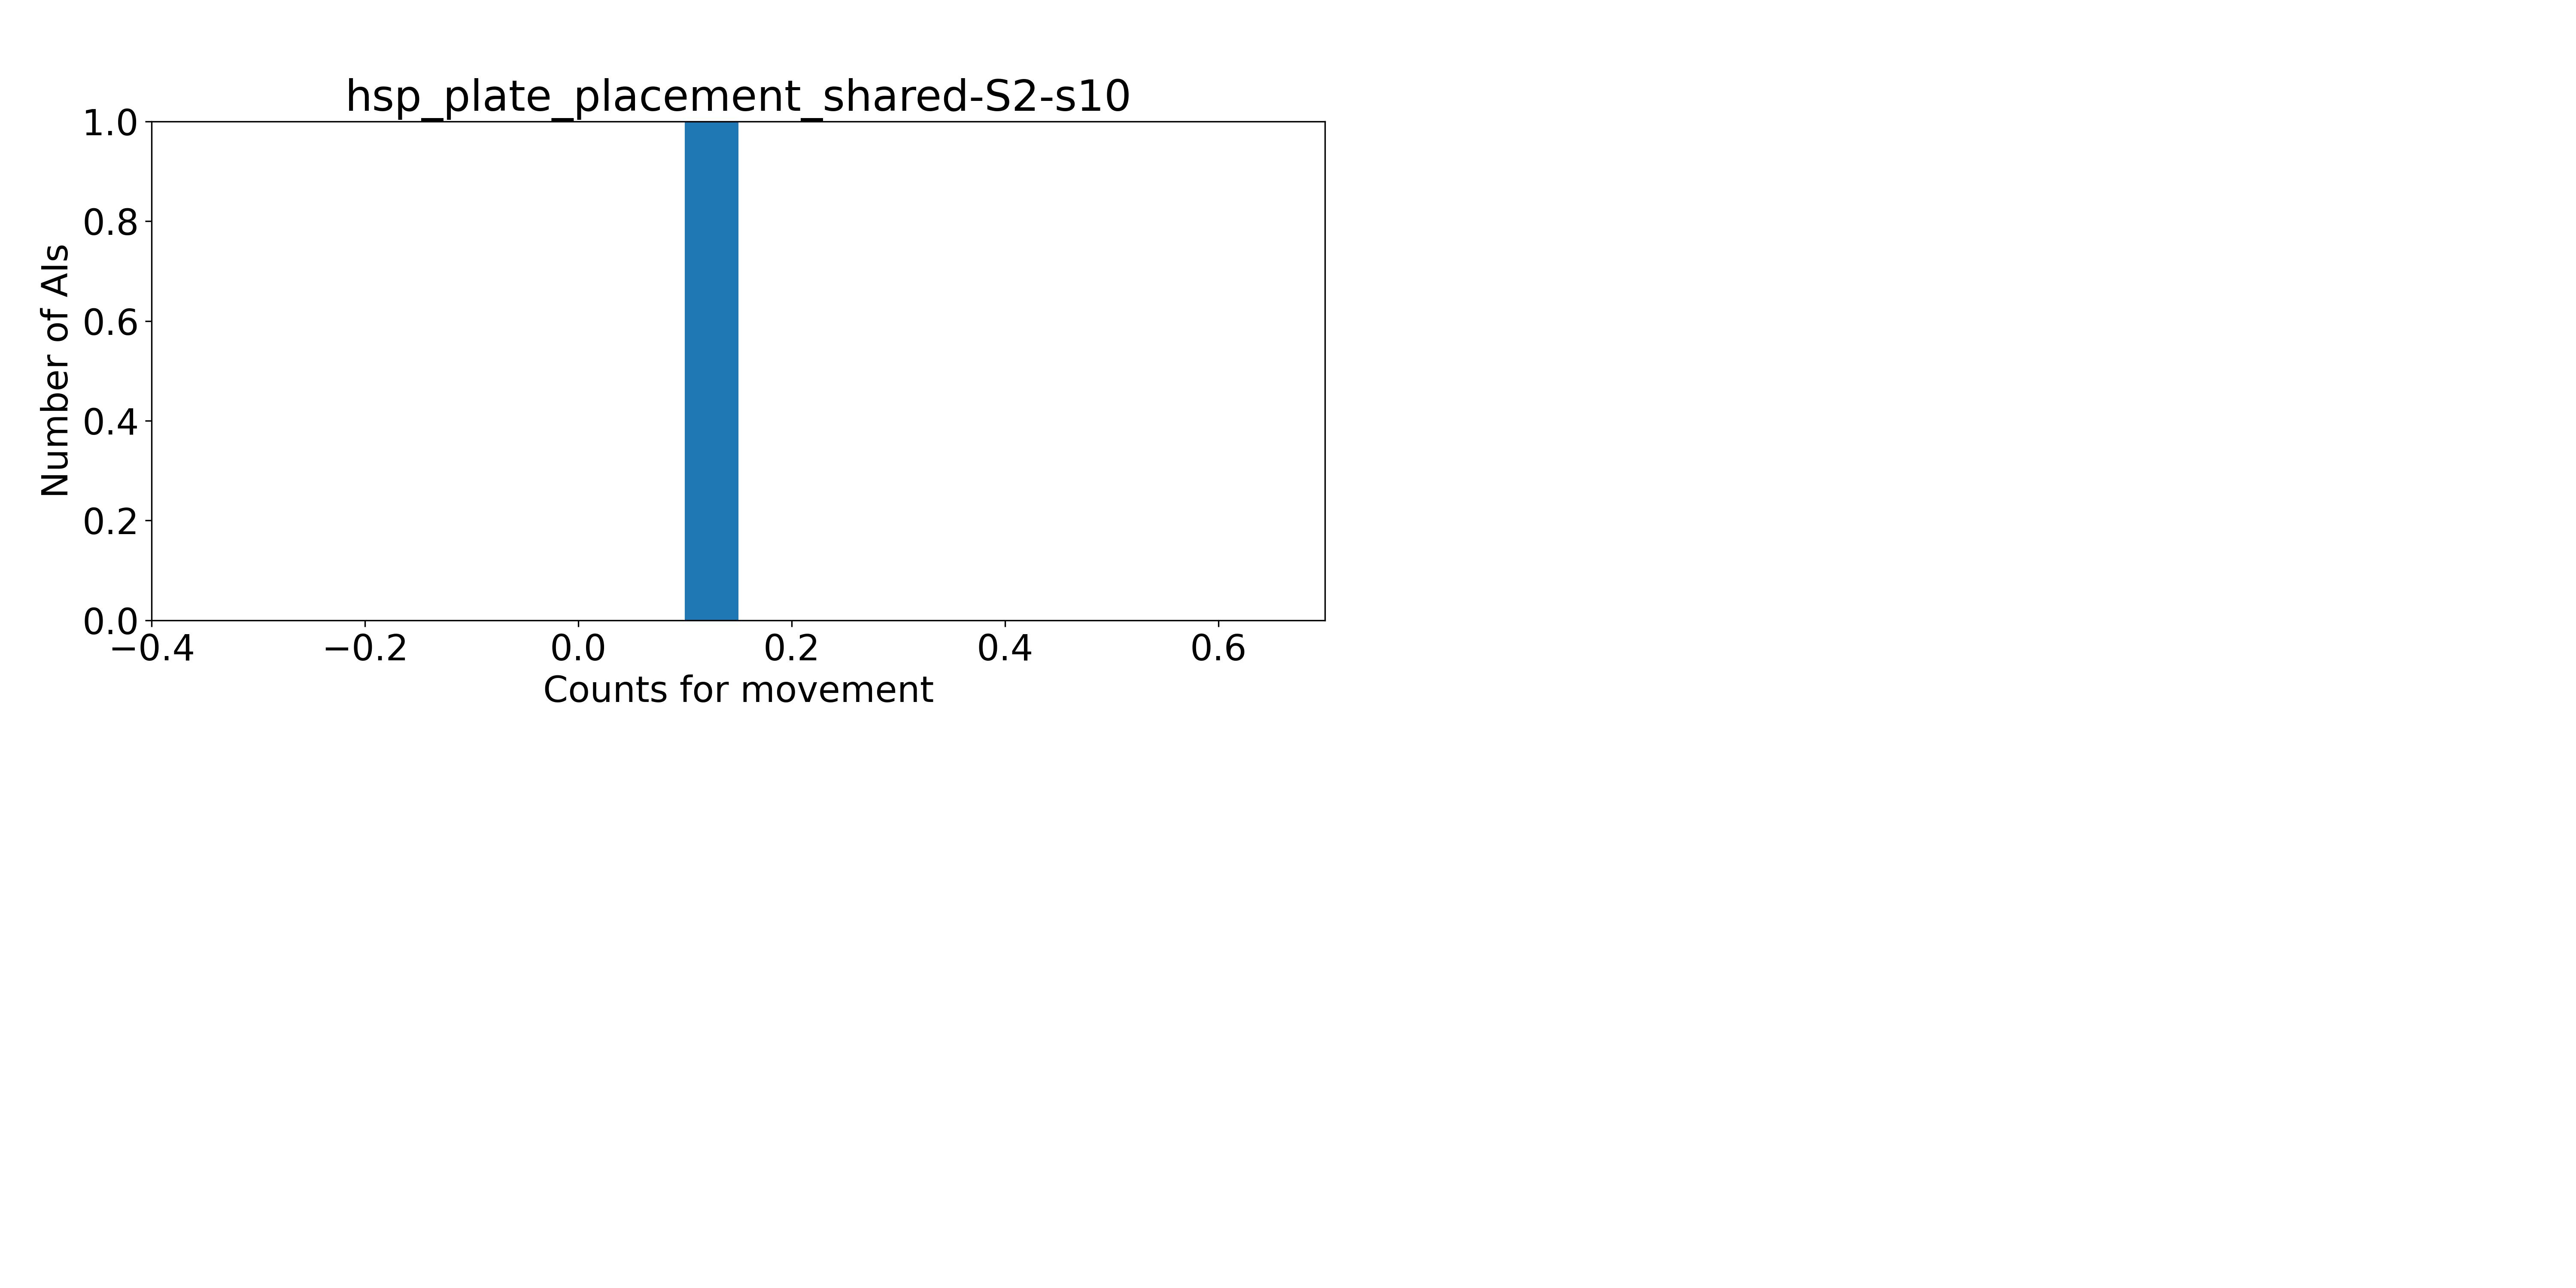 hsp_plate_placement_shared-S2-s10
1.0
0.8
0.6
0.4
0.2
0.0
Number of AIs
−0.4 −0.2 0.0 0.2 0.4 0.6
Counts for movement